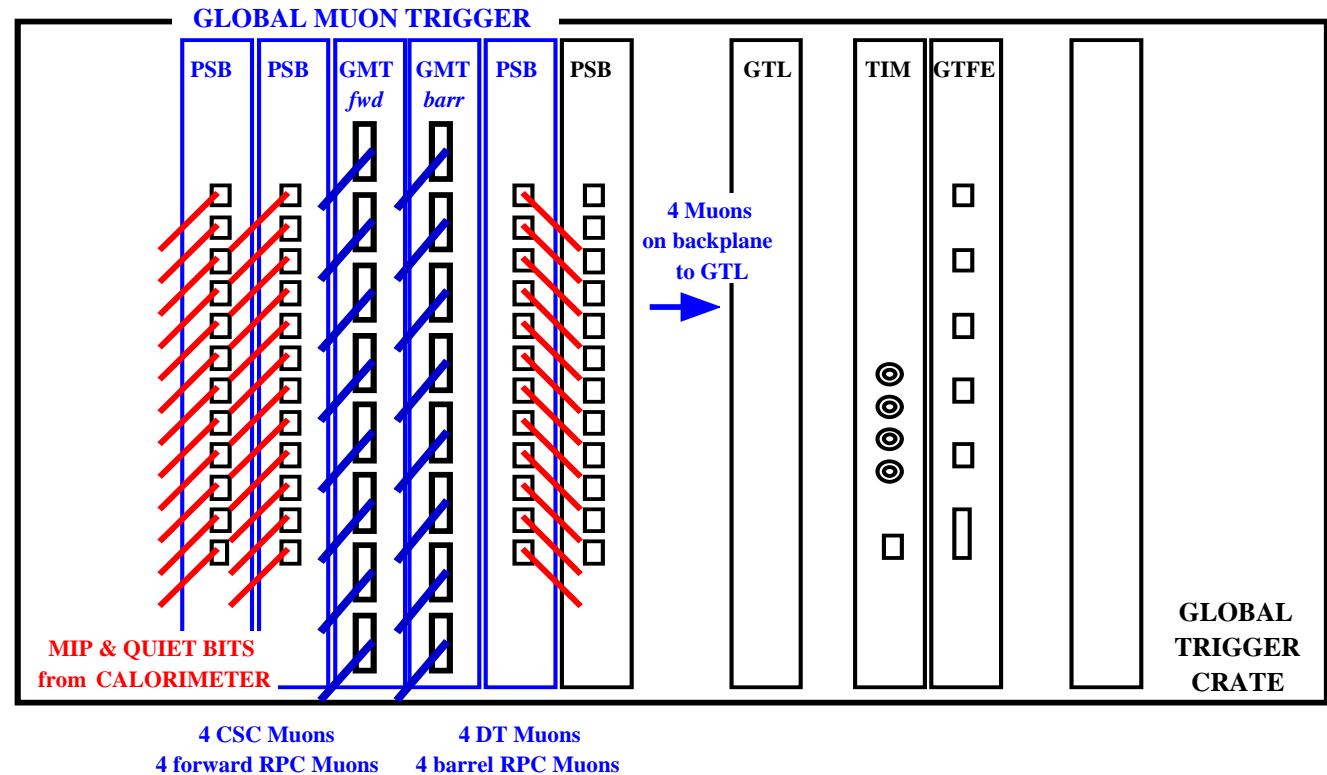 GLOBAL MUON TRIGGER
PSB PSB GMT GMT PSB PSB GTL TIM GTFE
fwd barr
4 Muons
on backplane
to GTL
MIP & QUIET BITS
from CALORIMETER
GLOBAL
TRIGGER
CRATE
4 CSC Muons 4 DT Muons
4 forward RPC Muons 4 barrel RPC Muons